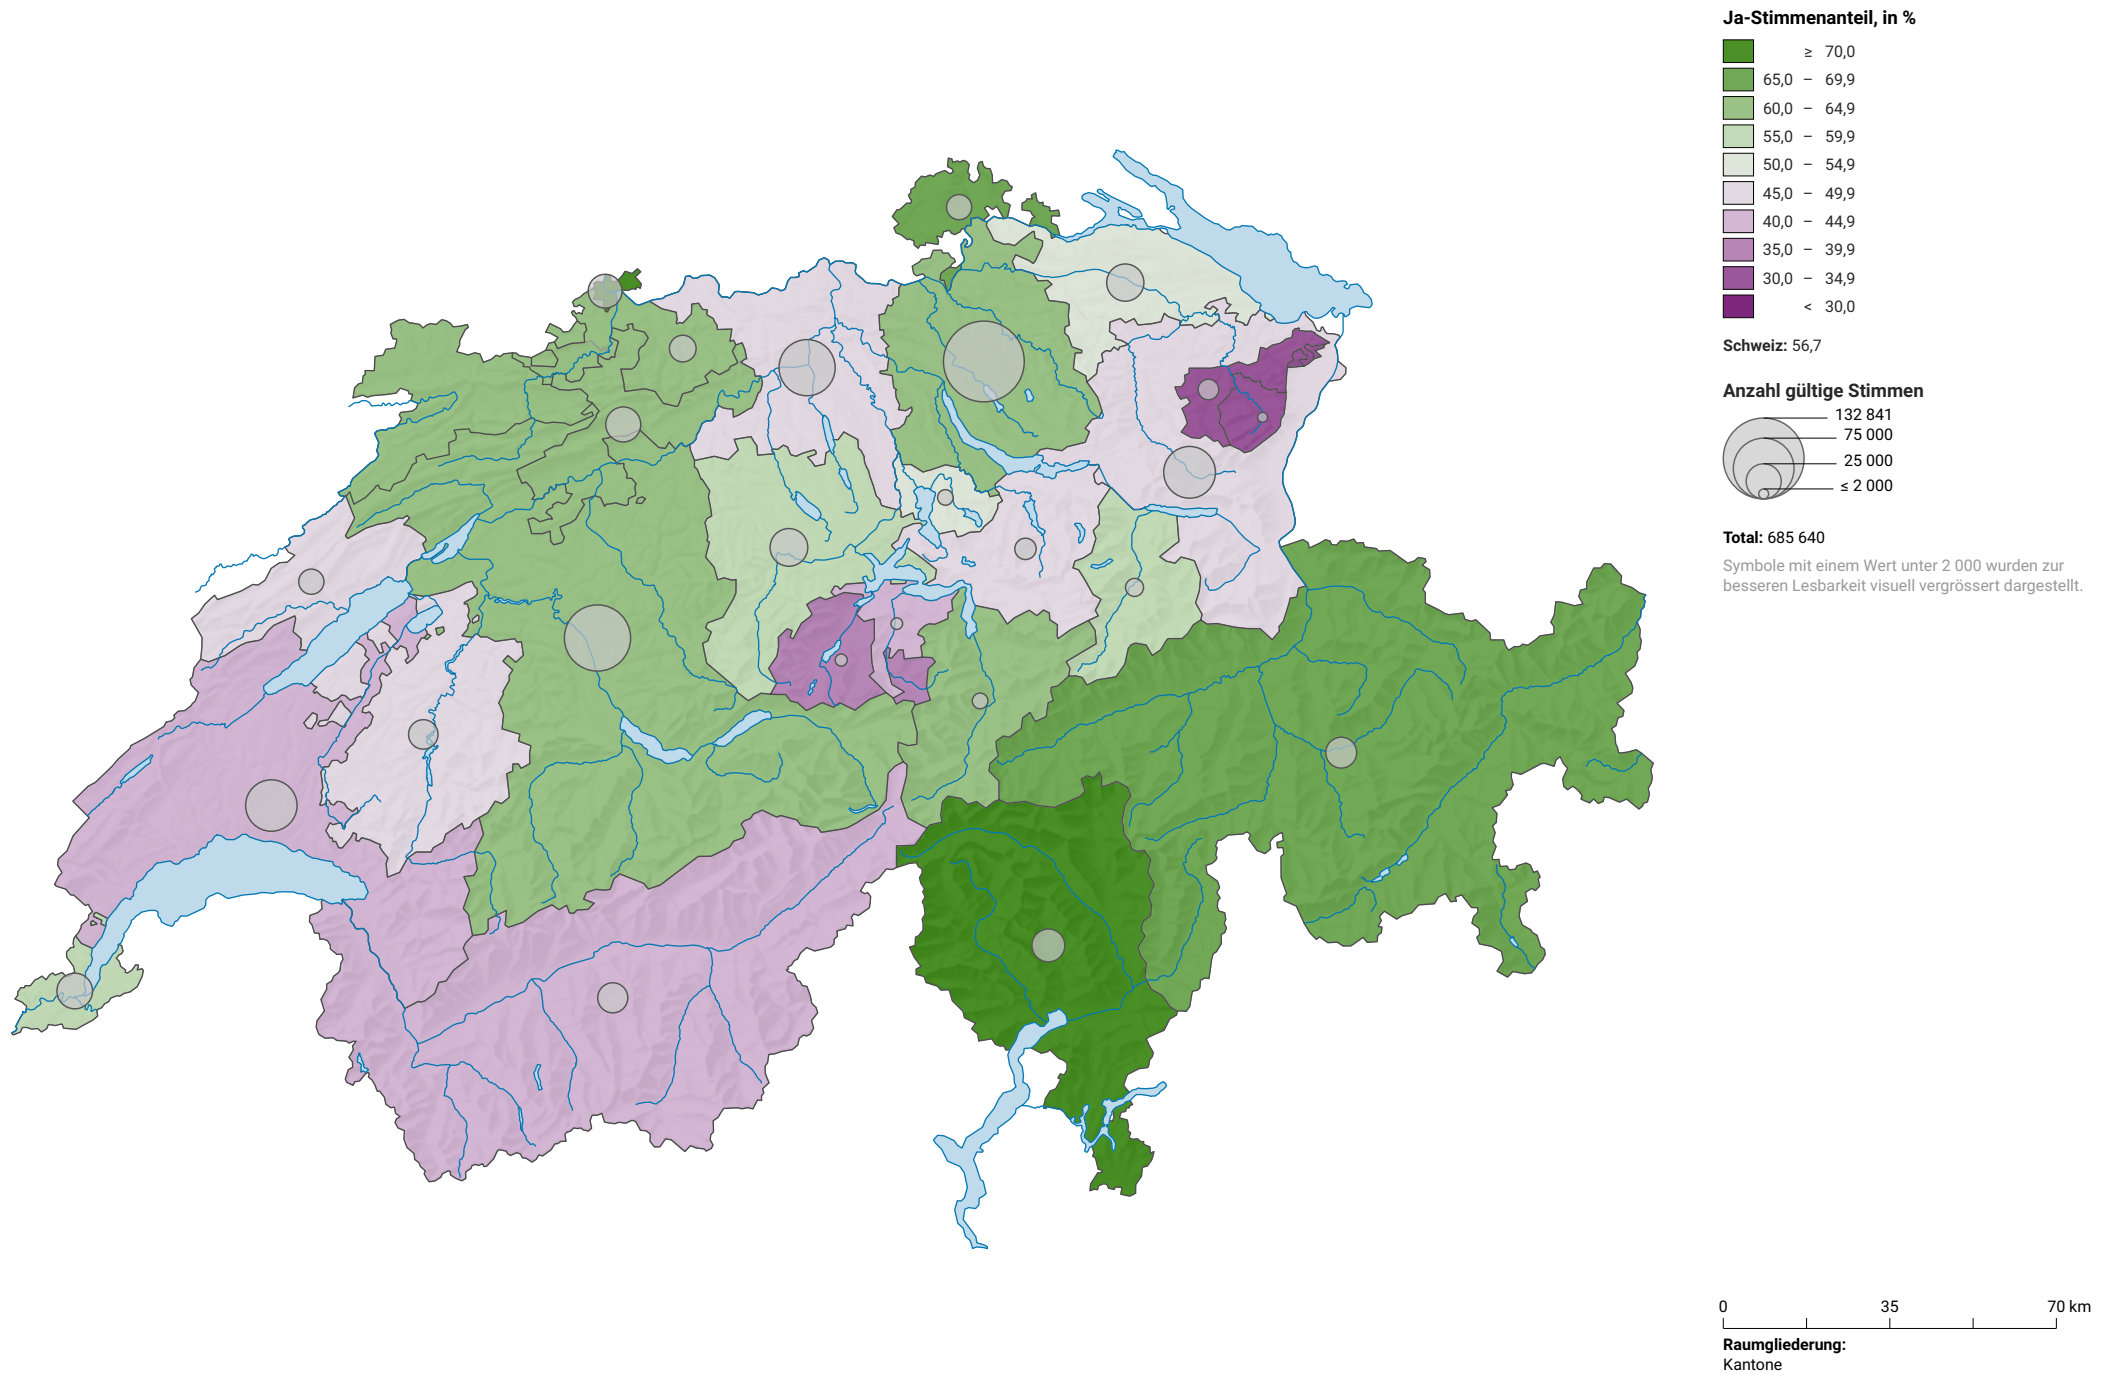 Ja-Stimmenanteil, in %
≥ 70,0
65,0 – 69,9
60,0 – 64,9
55,0 – 59,9
50,0 – 54,9
45,0 – 49,9
40,0 – 44,9
35,0 – 39,9
30,0 – 34,9
< 30,0
Schweiz: 56,7
Anzahl gültige Stimmen
132 841
75 000
25 000
≤ 2 000
Total: 685 640
Symbole mit einem Wert unter 2 000 wurden zur
besseren Lesbarkeit visuell vergrössert dargestellt.
0 35 70 km
Raumgliederung:
Kantone